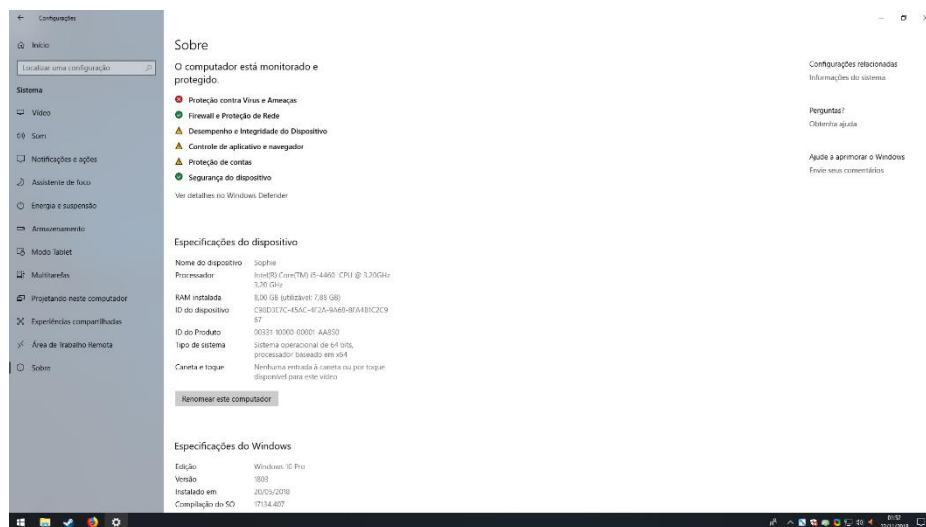 Configurações
Início
Localizar uma configuração
Sistema
Vídeo
Som
Notificações e ações
Assistente de foco
Energia e suspensão
Armazenamento
Modo Tablet
Multitarefas
Projetando neste computador
Experiências compartilhadas
Área de Trabalho Remota
Sobre
Sobre
O computador está monitorado e
protegido.
Proteção contra Vírus e Ameaças
Firewall e Proteção de Rede
Desempenho e Integridade do Dispositivo
Controle de aplicativo e navegador
Proteção de contas
Segurança do dispositivo
Ver detalhes no Windows Defender
Especificações do dispositivo
Nome do dispositivo Sophie
Processador Intel(R) Core(TM) i5-4460 CPU @ 3.20GHz
3.20 GHz
RAM instalada 8,00 GB (utilizável: 7,88 GB)
ID do dispositivo
67
ID do Produto 00331-10000-00001-AA850
Tipo de sistema Sistema operacional de 64 bits,
processador baseado em x64
Caneta e toque Nenhuma entrada à caneta ou por toque
disponível para este vídeo
Renomear este computador
Especificações do Windows
Edição Windows 10 Pro
Versão 1803
Instalado em 20/05/2018
Compilação do SO 17134.407
Configurações relacionadas
Informações do sistema
Perguntas?
Obtenha ajuda
Ajude a aprimorar o Windows
Envie seus comentários
01:52